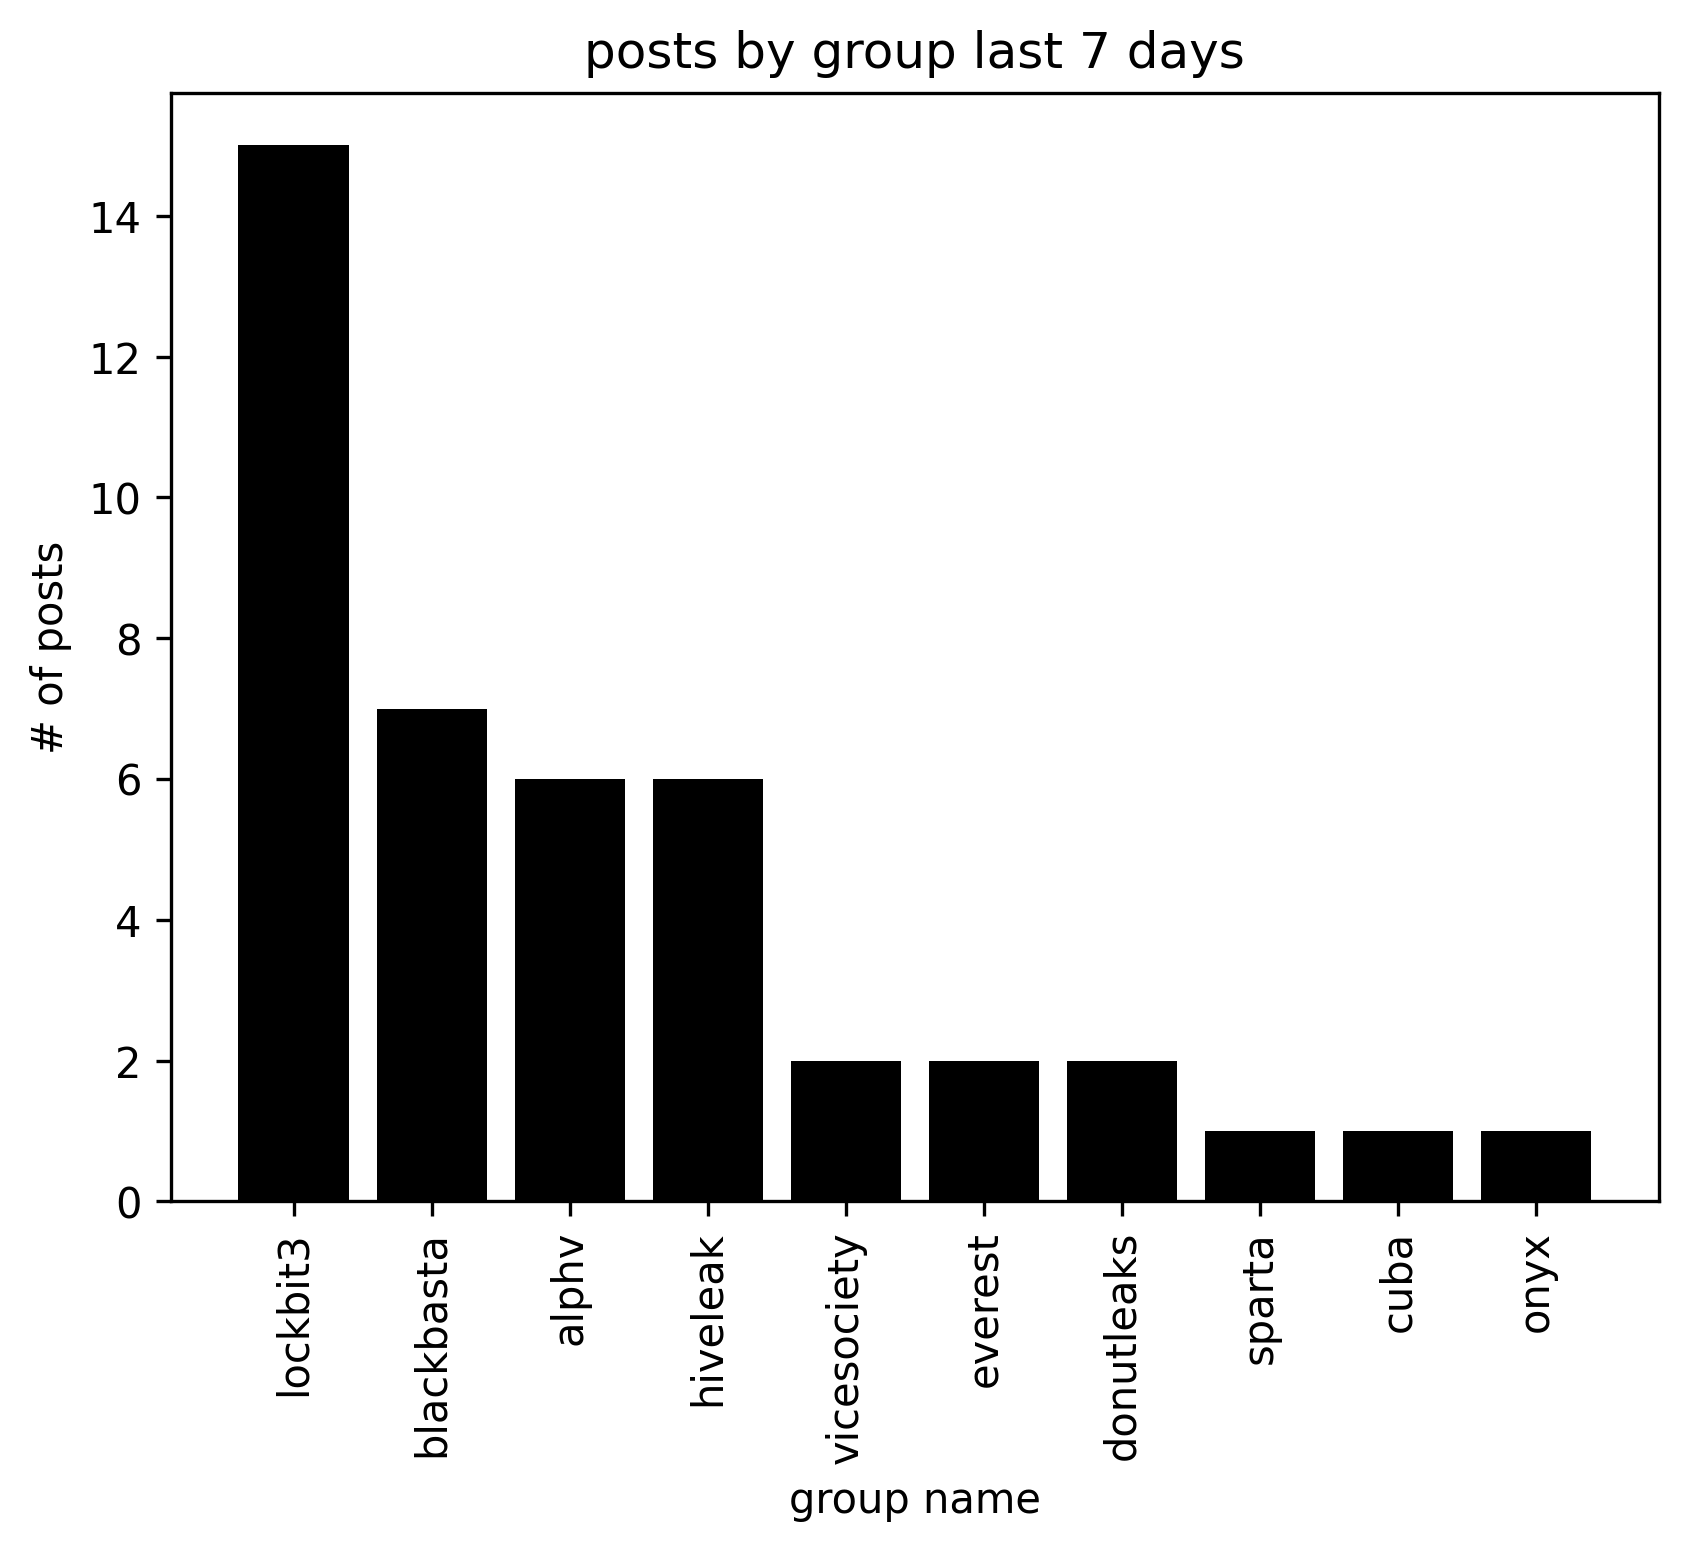 posts by group last 7 days
14
12
10
8
6
4
2
0
# of posts
lockbit3
blackbasta
alphv
hiveleak
vicesociety
everest
donutleaks
sparta
cuba
onyx
group name